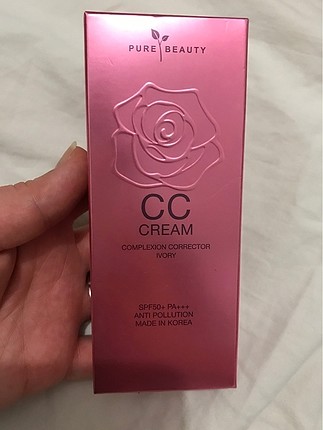 PURE BEAUTY
CC
CREAM
COMPLEXION CORRECTOR
IVORY
SPF50+ PA+++
ANTI POLLUTION
MADE IN KOREA